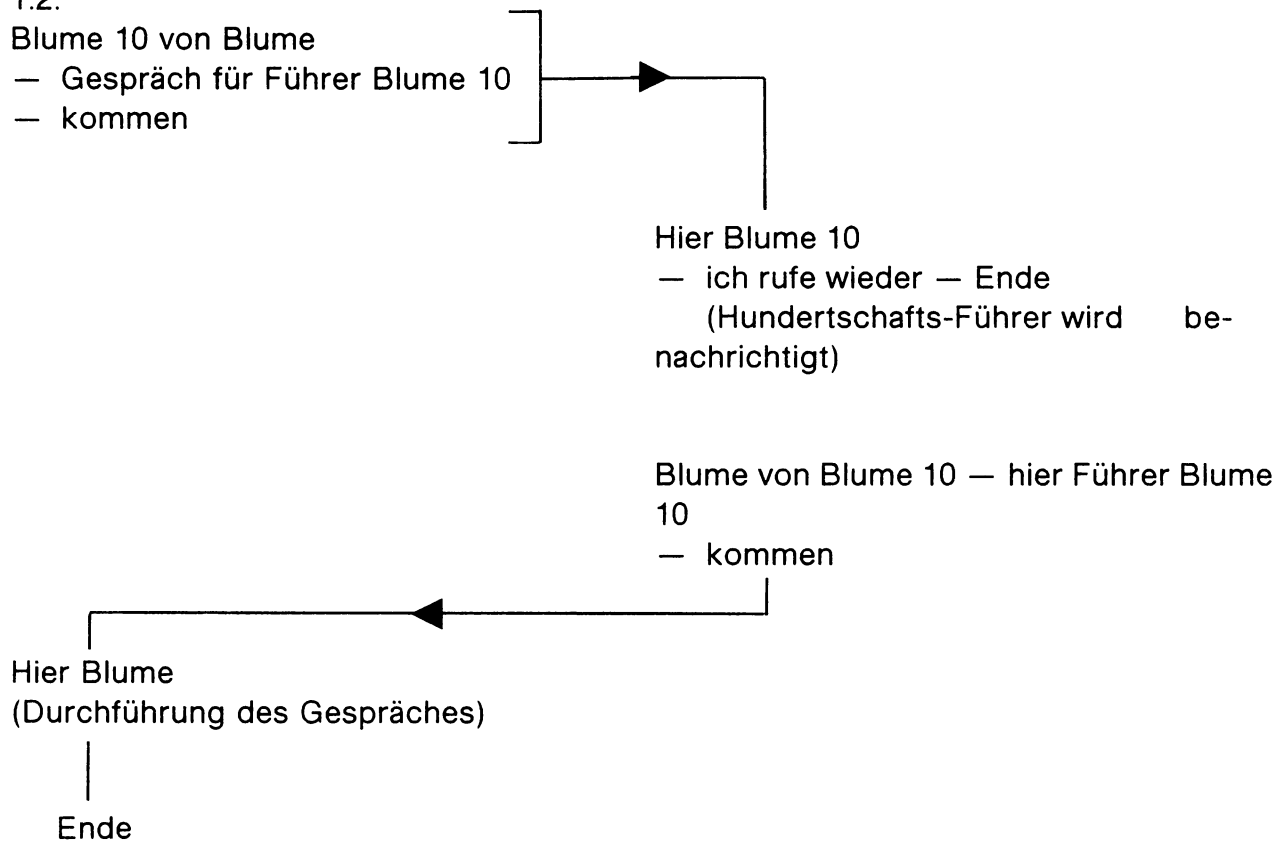 1.2.
Blume 10 von Blume
— Gespräch für Führer Blume 10
— kommen
Hier Blume 10
— ich rufe wieder — Ende
(Hundertschafts-Führer wird be-
nachrichtigt)
Blume von Blume 10 — hier Führer Blume
10
— kommen
Hier Blume
(Durchführung des Gespräches)
Ende